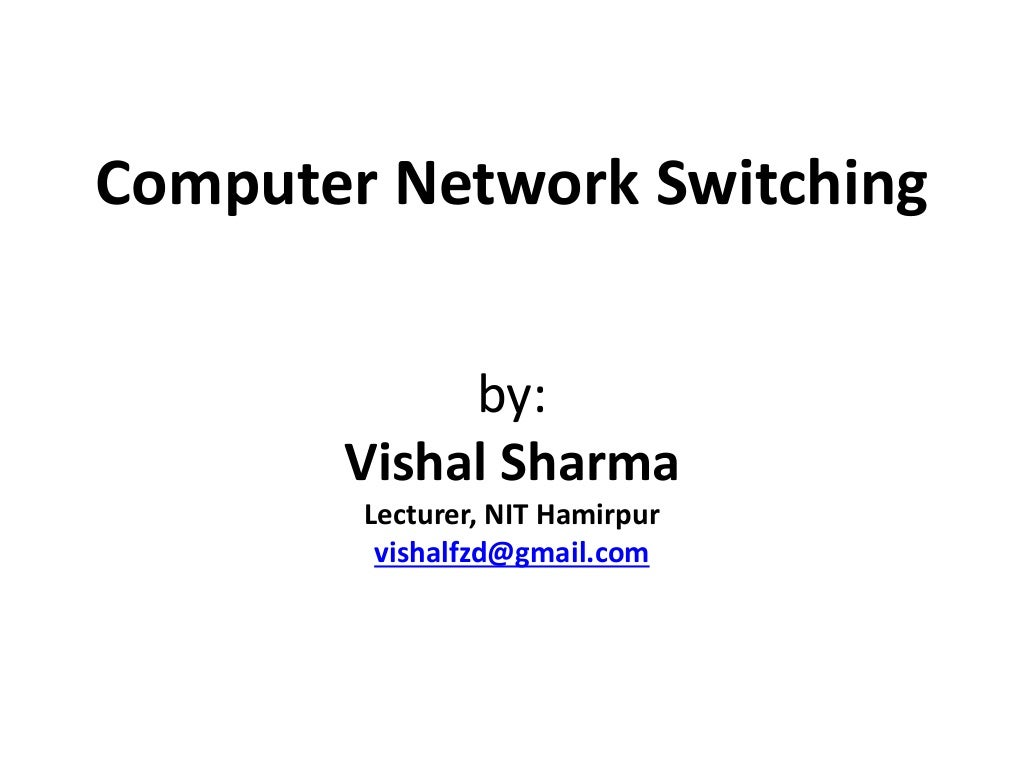 Computer Network Switching
by:
Vishal Sharma
Lecturer, NIT Hamirpur
vishalfzd@gmail.com